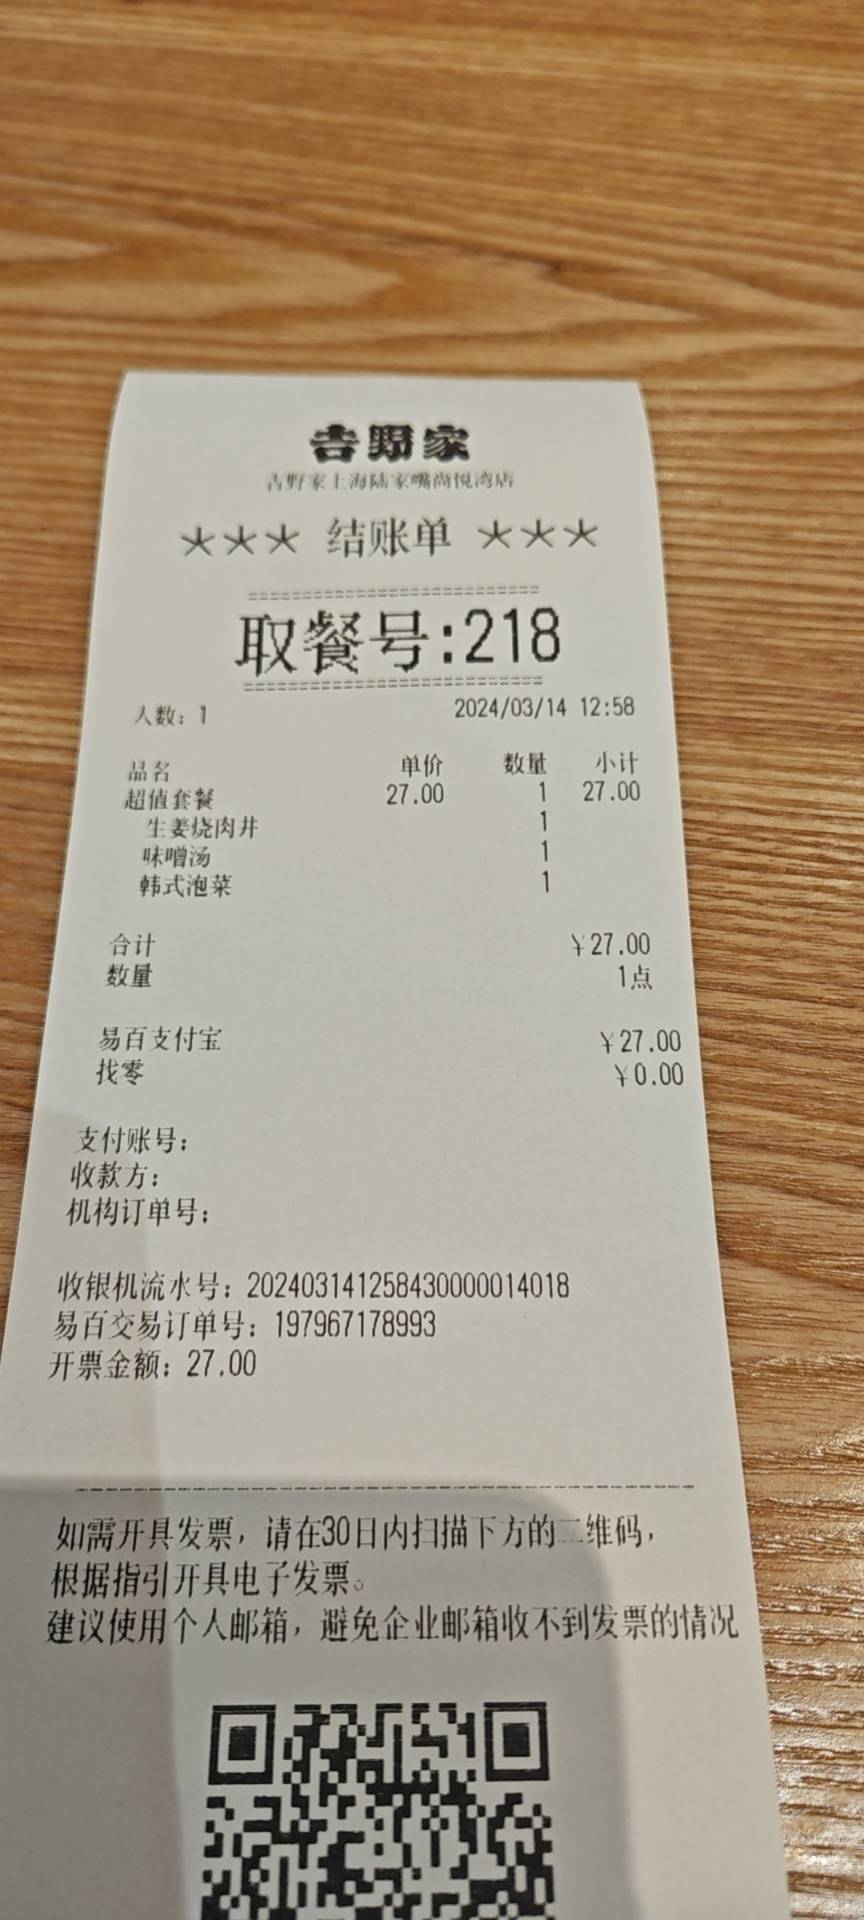 吉野家
吉野家上海陆家嘴尚悦湾店
*** 结账单 ***
==========================
取餐号:218
==========================
人数: 1 2024/03/14 12:58
品名 单价 数量 小计
超值套餐 27.00 1 27.00
生姜烧肉丼 1
味噌汤 1
韩式泡菜 1
合计 ¥27.00
数量 1点
易百支付宝 ¥27.00
找零 ¥0.00
支付账号:
收款方:
机构订单号:
收银机流水号: 202403141258430000014018
易百交易订单号: 197967178993
开票金额: 27.00
如需开具发票, 请在30日内扫描下方的二维码,
根据指引开具电子发票。
建议使用个人邮箱, 避免企业邮箱收不到发票的情况